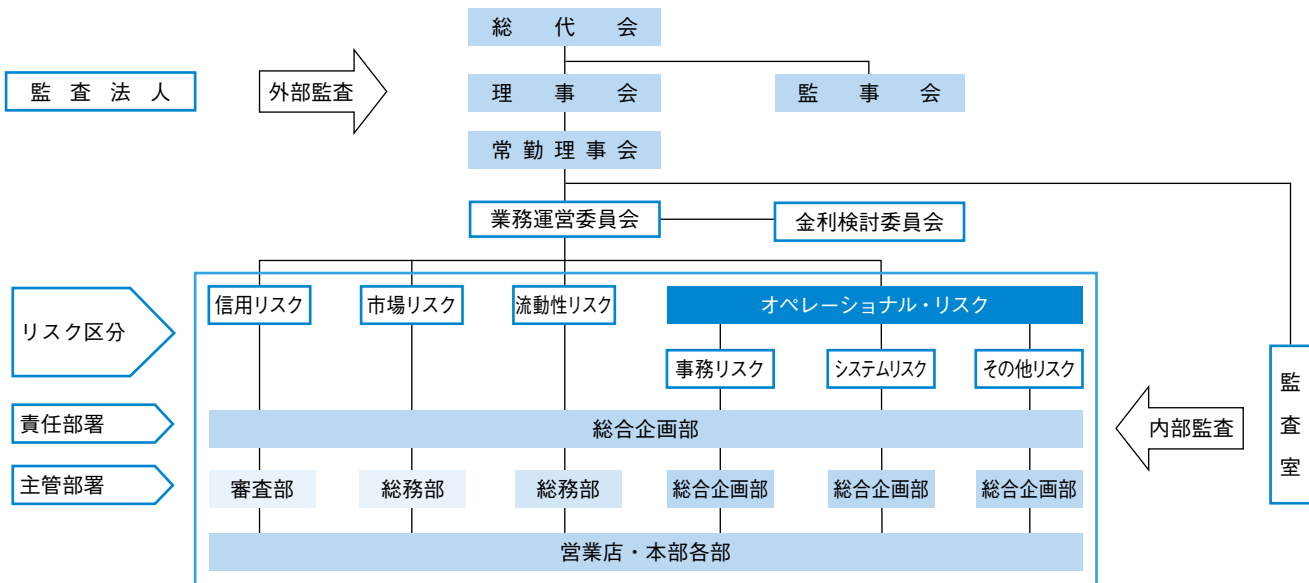 総代会
監査法人
外部監査
理事会
監事会
常勤理事会
業務運営委員会
金利検討委員会
リスク区分
信用リスク
市場リスク
流動性リスク
オペレーショナル・リスク
事務リスク
システムリスク
その他リスク
責任部署
総合企画部
内部監査
監査室
主管部署
審査部
総務部
総務部
総合企画部
総合企画部
総合企画部
営業店・本部各部